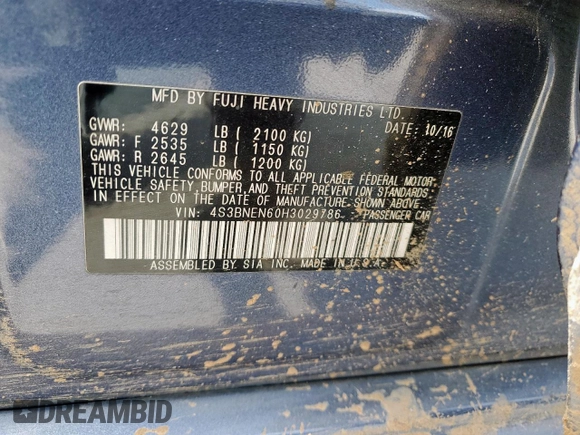 MFD BY FUJI HEAVY INDUSTRIES LTD.
GVWR: 4629 LB ( 2100 KG) DATE: 10/16
GAWR: F 2535 LB ( 1150 KG)
GAWR: R 2645 LB ( 1200 KG)
THIS VEHICLE CONFORMS TO ALL APPLICABLE FEDERAL MOTOR
VEHICLE SAFETY, BUMPER, AND THEFT PREVENTION STANDARDS
IN EFFECT ON THE DATE OF MANUFACTURE SHOWN ABOVE.
VIN: 4S3BNEN60H3029786 PASSENGER CAR
ASSEMBLED BY SIA INC. MADE IN U.S.A.
DREAMBID